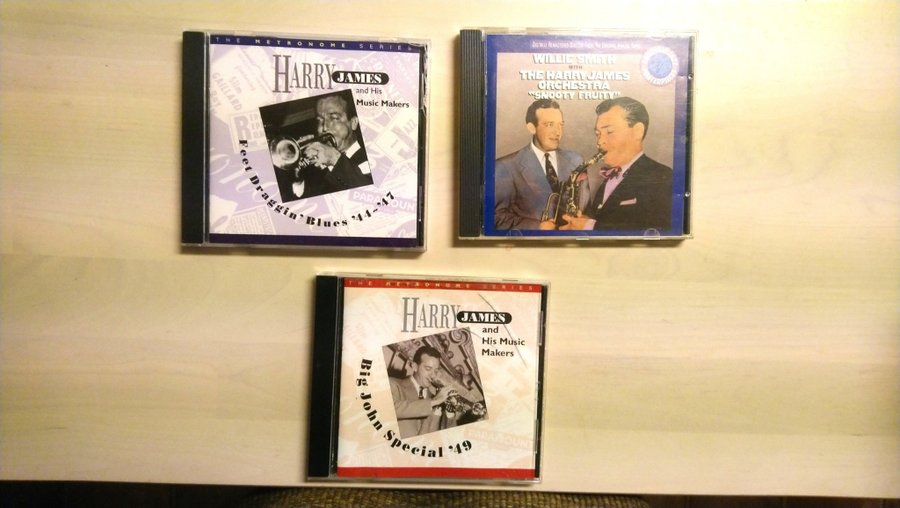 THE METRONOME SERIES
HARRY JAMES
and His
Music Makers
Feet Draggin' Blues '44-'47
WILLIE SMITH
WITH
THE HARRY JAMES
ORCHESTRA
"SNOOTY FRUITY"
THE METRONOME SERIES
HARRY JAMES
and
His Music
Makers
Big John Special '49
PARAMOUNT